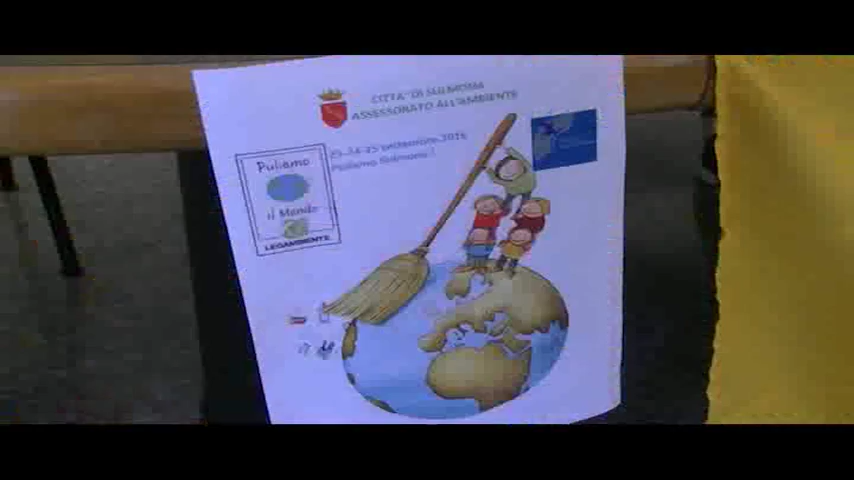 CITTA' DI SULMONA
ASSESSORATO ALL'AMBIENTE
23-24-25 settembre 2016
Puliamo Sulmona!
Puliamo
il Mondo
LEGAMBIENTE